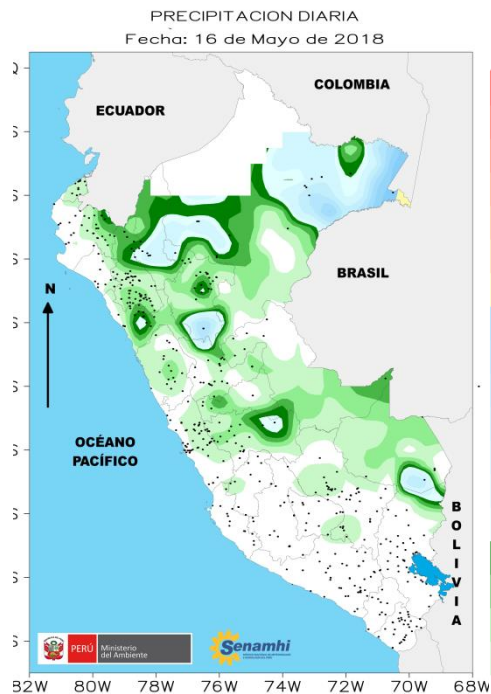 PRECIPITACION DIARIA
Fecha: 16 de Mayo de 2018
COLOMBIA
ECUADOR
BRASIL
N
OCÉANO
PACÍFICO
BOLIVIA
PERÚ
Ministerio
del Ambiente
Senamhi
82W 80W 78W 76W 74W 72W 70W 68W